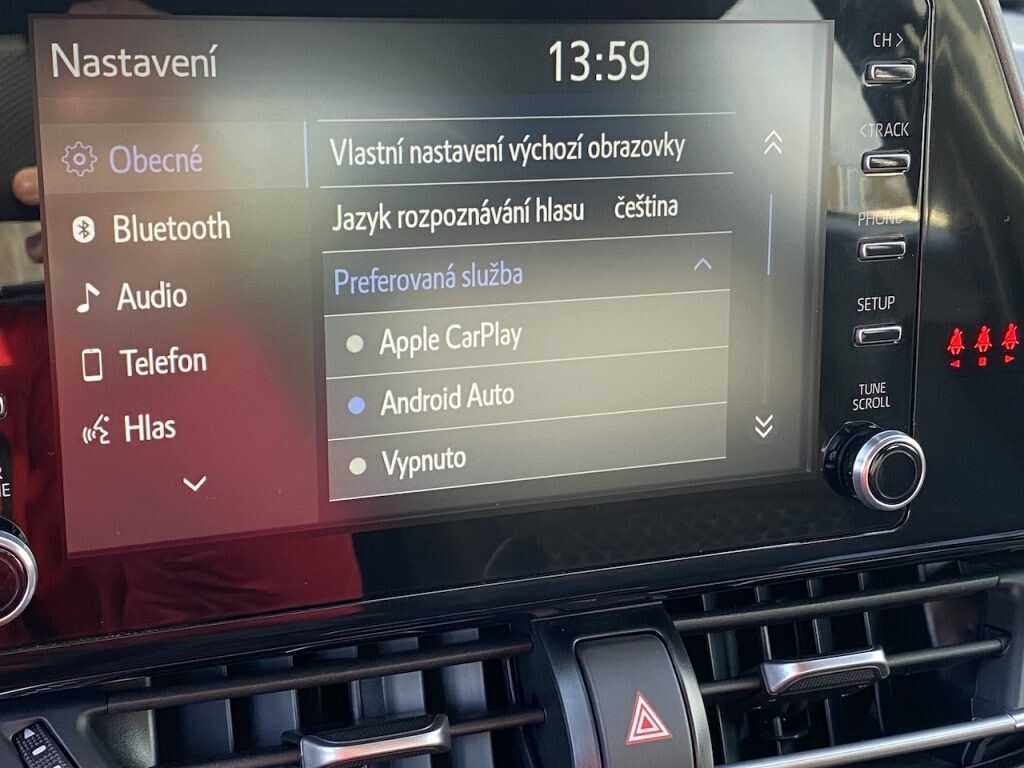 Nastavení
13:59
Obecné
Bluetooth
Audio
Telefon
Hlas
Vlastní nastavení výchozí obrazovky
Jazyk rozpoznávání hlasu čeština
Preferovaná služba
Apple CarPlay
Android Auto
Vypnuto
CH>
<TRACK
PHONE
SETUP
TUNE
SCROLL